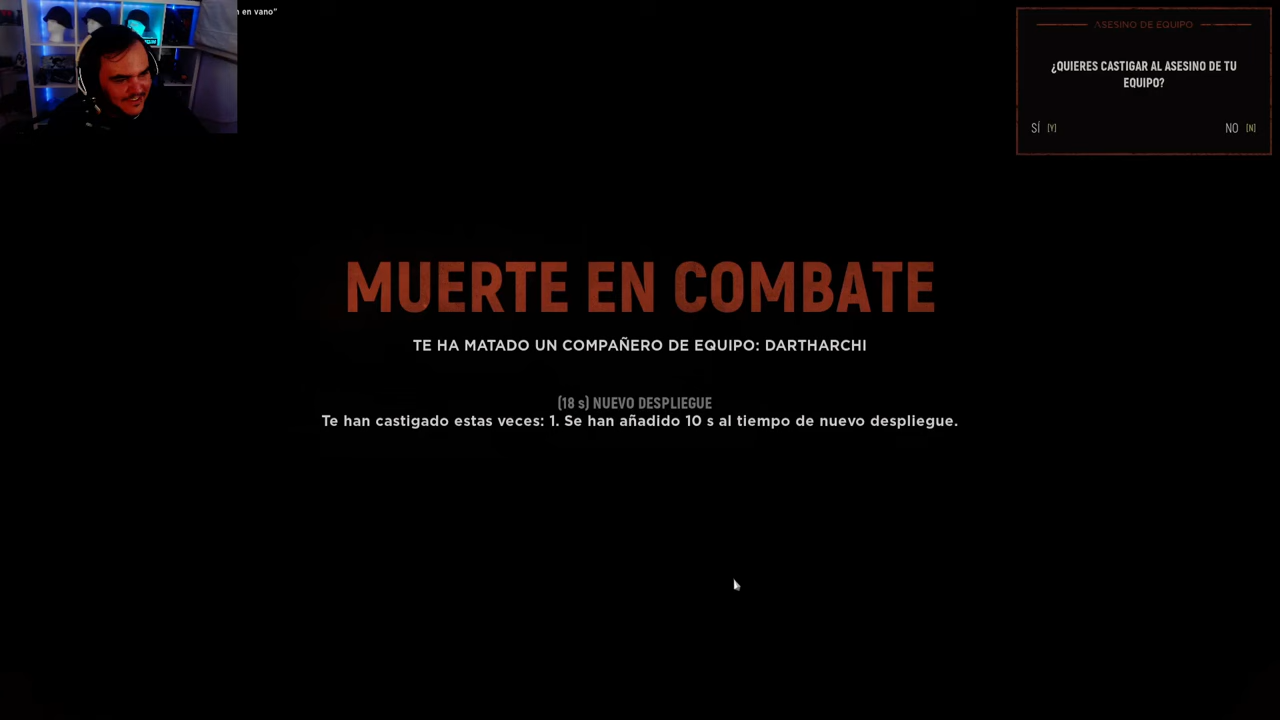 en vano"
ASESINO DE EQUIPO
¿QUIERES CASTIGAR AL ASESINO DE TU
EQUIPO?
SÍ [Y]
NO [N]
MUERTE EN COMBATE
TE HA MATADO UN COMPAÑERO DE EQUIPO: DARTHARCHI
(18 s) NUEVO DESPLIEGUE
Te han castigado estas veces: 1. Se han añadido 10 s al tiempo de nuevo despliegue.